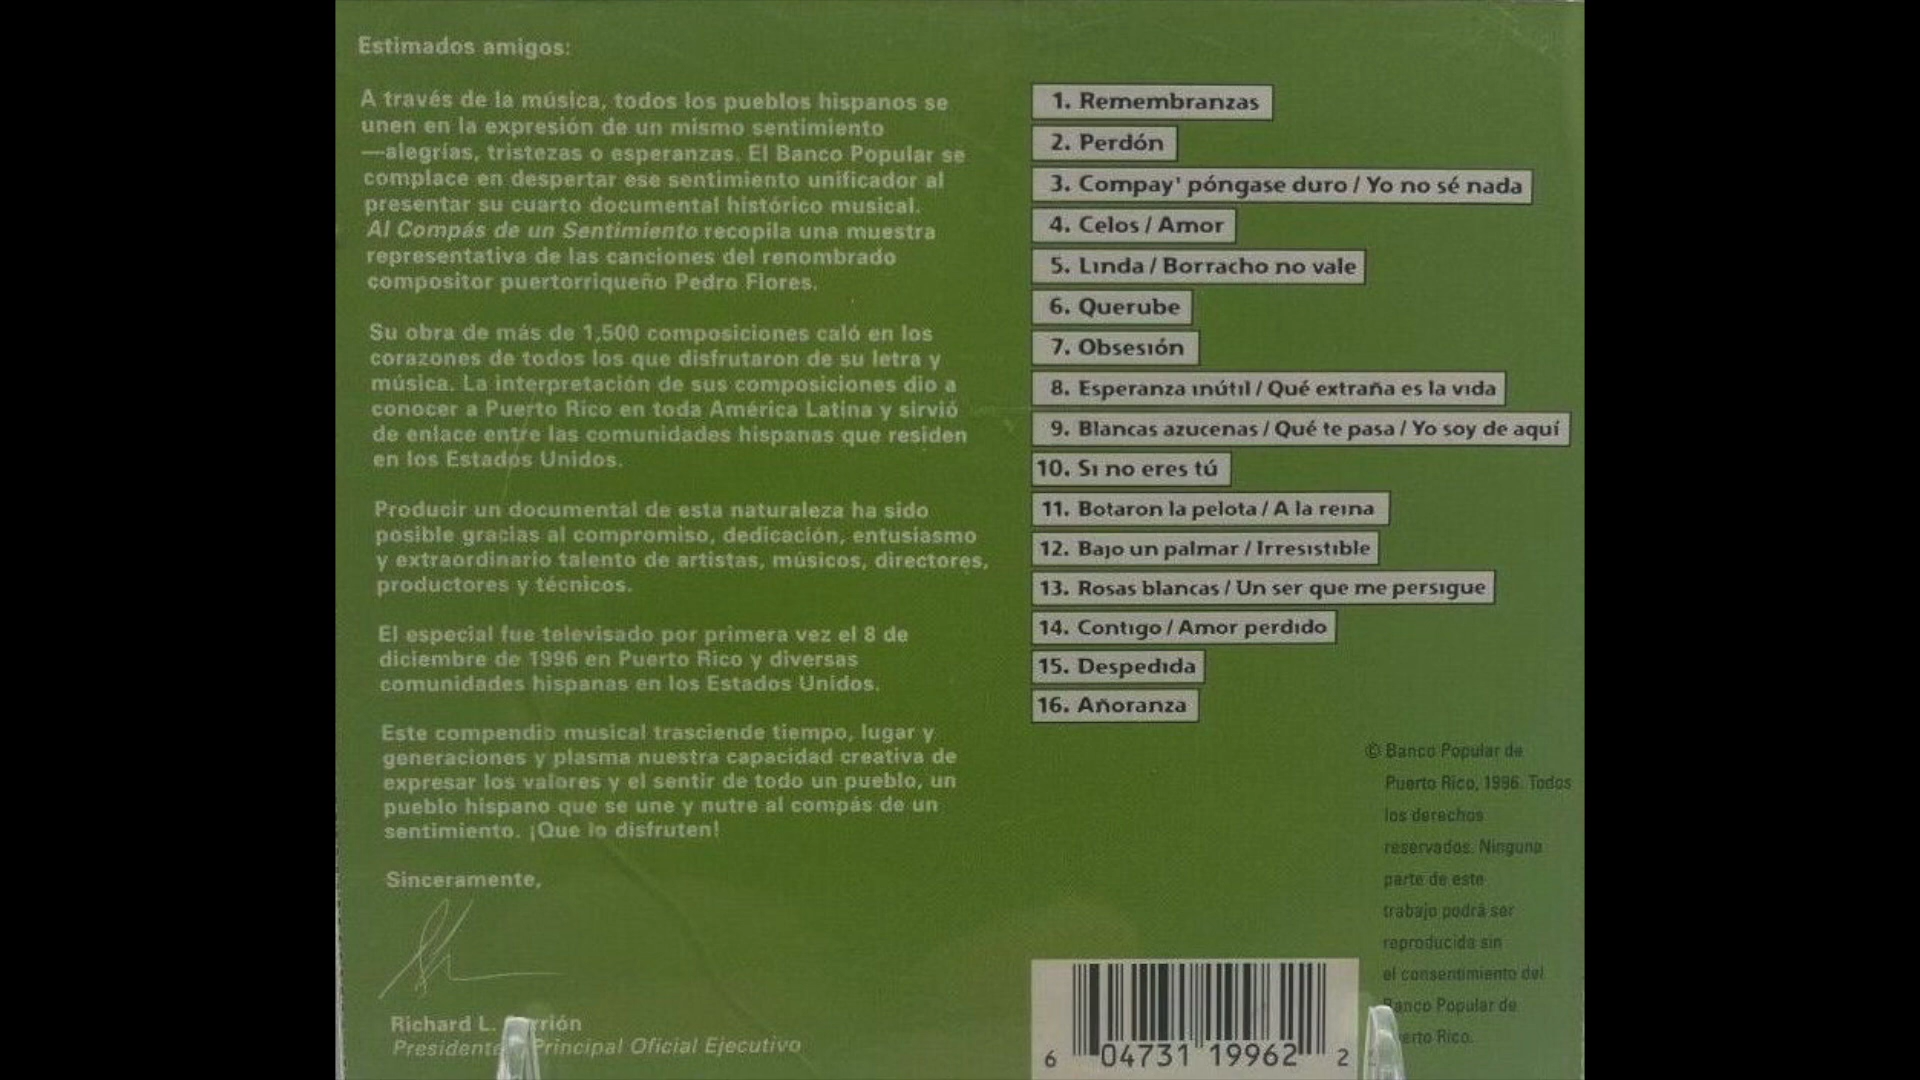 Estimados amigos:
A través de la música, todos los pueblos hispanos se
unen en la expresión de un mismo sentimiento
—alegrías, tristezas o esperanzas. El Banco Popular se
complace en despertar ese sentimiento unificador al
presentar su cuarto documental histórico musical.
Al Compás de un Sentimiento recopila una muestra
representativa de las canciones del renombrado
compositor puertorriqueño Pedro Flores.
Su obra de más de 1,500 composiciones caló en los
corazones de todos los que disfrutaron de su letra y
música. La interpretación de sus composiciones dio a
conocer a Puerto Rico en toda América Latina y sirvió
de enlace entre las comunidades hispanas que residen
en los Estados Unidos.
Producir un documental de esta naturaleza ha sido
posible gracias al compromiso, dedicación, entusiasmo
y extraordinario talento de artistas, músicos, directores,
productores y técnicos.
El especial fue televisado por primera vez el 8 de
diciembre de 1996 en Puerto Rico y diversas
comunidades hispanas en los Estados Unidos.
Este compendio musical trasciende tiempo, lugar y
generaciones y plasma nuestra capacidad creativa de
expresar los valores y el sentir de todo un pueblo, un
pueblo hispano que se une y nutre al compás de un
sentimiento. ¡Que lo disfruten!
Sinceramente,
Richard L.
Presidente Principal Oficial Ejecutivo
1. Remembranzas
2. Perdón
3. Compay' póngase duro / Yo no sé nada
4. Celos / Amor
5. Linda / Borracho no vale
6. Querube
7. Obsesión
8. Esperanza inútil / Qué extraña es la vida
9. Blancas azucenas / Qué te pasa / Yo soy de aquí
10. Si no eres tú
11. Botaron la pelota / A la reina
12. Bajo un palmar / Irresistible
13. Rosas blancas / Un ser que me persigue
14. Contigo / Amor perdido
15. Despedida
16. Añoranza
© Banco Popular de
Puerto Rico, 1996. Todos
los derechos
reservados. Ninguna
parte de este
trabajo podrá ser
reproducida sin
el consentimiento del
Banco Popular de
Rico.
6 04731 19962 2